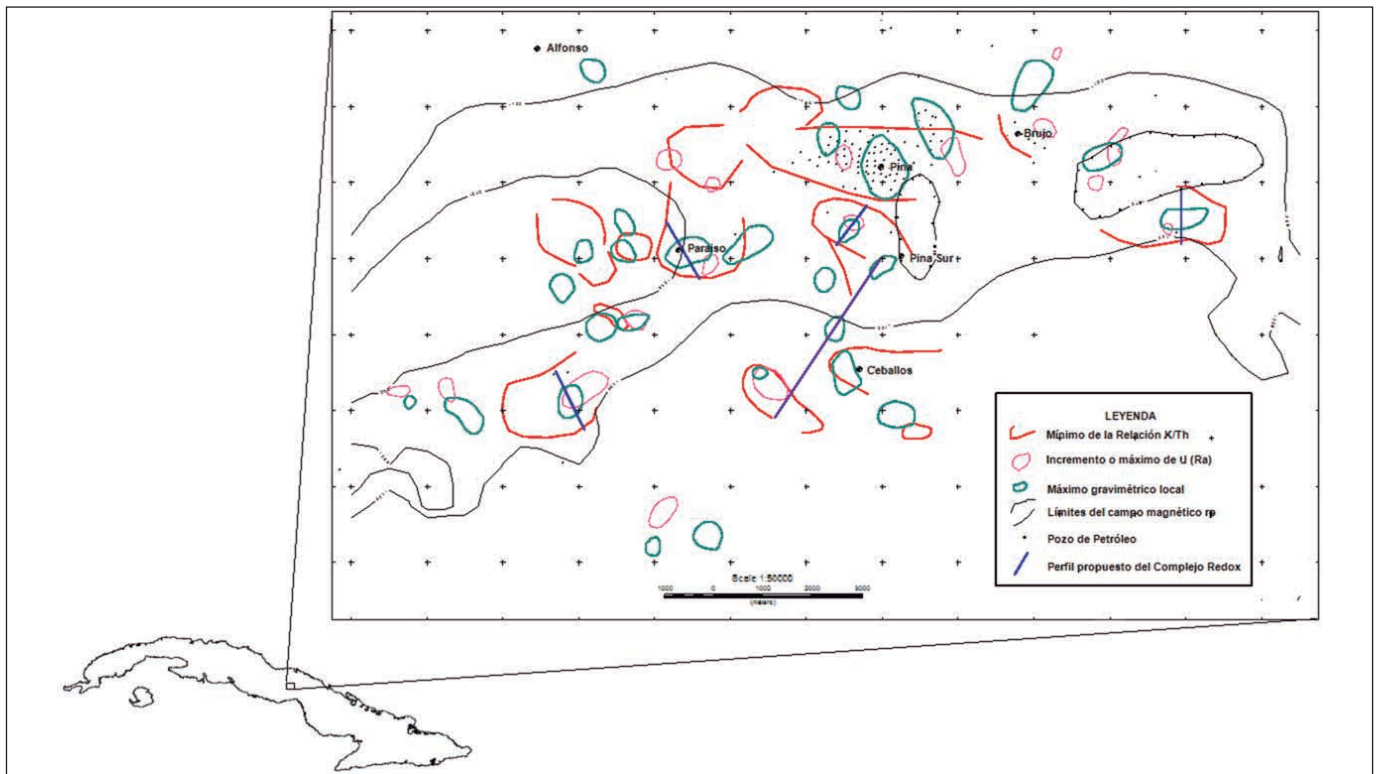 Alfonso
Brujo
Pina
Paraiso
Pina Sur
Ceballos
LEYENDA
Mípimo de la Relación K/Th
Incremento o máximo de U (Ra)
Máximo gravimétrico local
Límites del campo magnético rp
Pozo de Petróleo
Perfil propuesto del Complejo Redox
Scale 1:50000
1000 0 1000 2000 3000